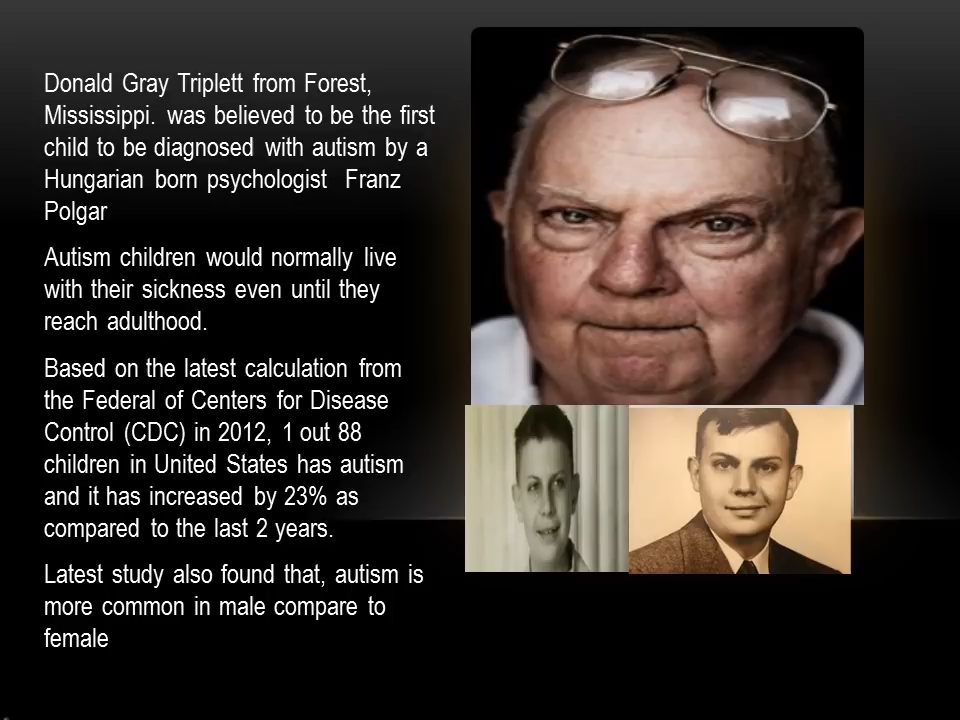 Donald Gray Triplett from Forest,
Mississippi. was believed to be the first
child to be diagnosed with autism by a
Hungarian born psychologist Franz
Polgar
Autism children would normally live
with their sickness even until they
reach adulthood.
Based on the latest calculation from
the Federal of Centers for Disease
Control (CDC) in 2012, 1 out 88
children in United States has autism
and it has increased by 23% as
compared to the last 2 years.
Latest study also found that, autism is
more common in male compare to
female